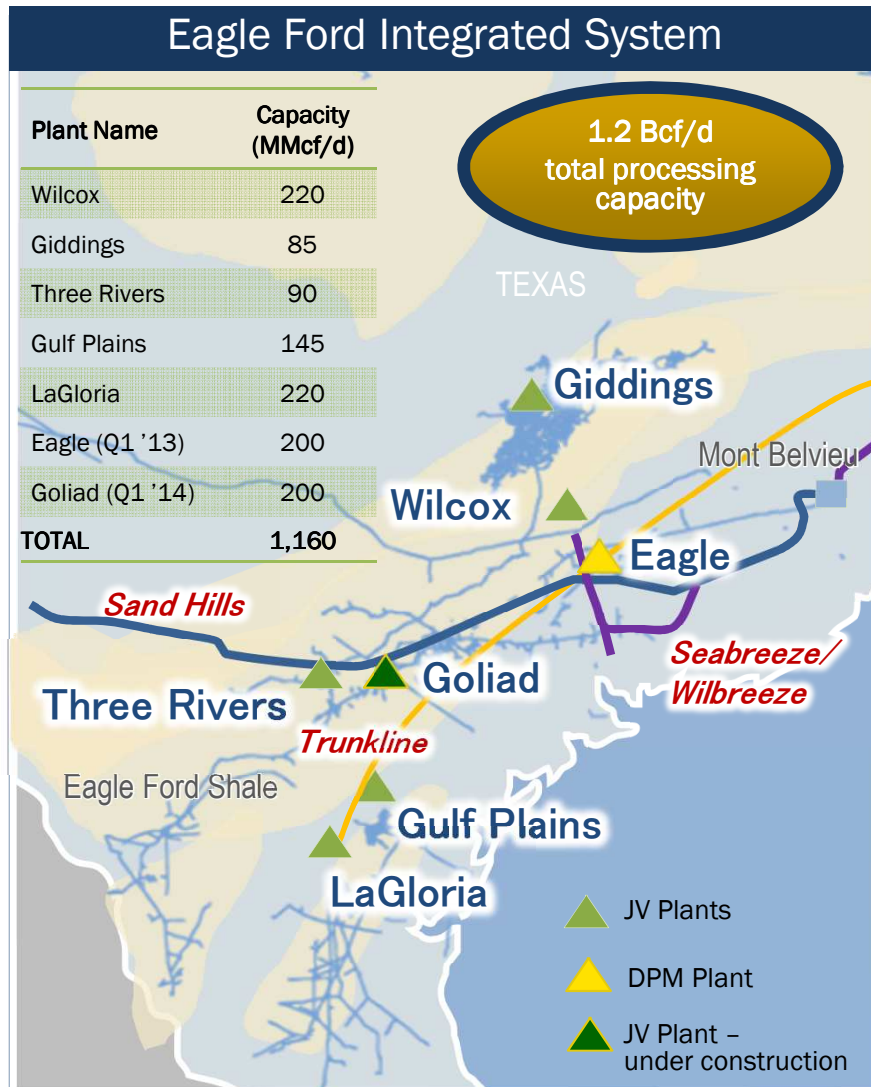 Eagle Ford Integrated System
Plant Name Capacity (MMcf/d)
Wilcox 220
Giddings 85
Three Rivers 90
Gulf Plains 145
LaGloria 220
Eagle (Q1 ’13) 200
Goliad (Q1 ’14) 200
TOTAL 1,160
1.2 Bcf/d
total processing
capacity
TEXAS
Giddings
Mont Belvieu
Wilcox
Eagle
Sand Hills
Seabreeze/
Wilbreeze
Goliad
Three Rivers
Trunkline
Eagle Ford Shale
Gulf Plains
LaGloria
JV Plants
DPM Plant
JV Plant –
under construction